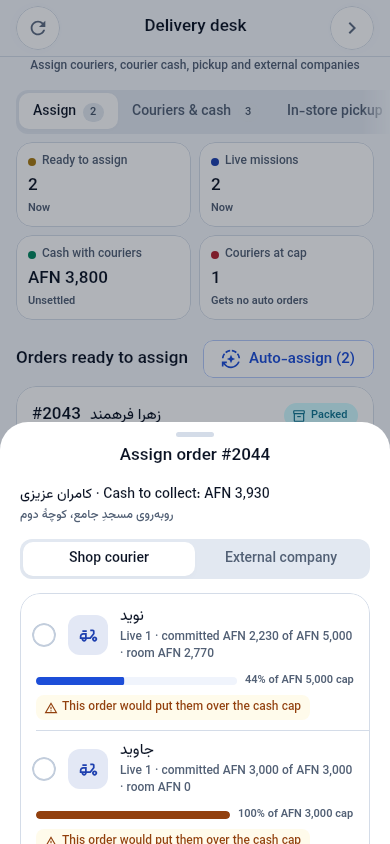 Delivery desk
Assign couriers, courier cash, pickup and external companies
Assign 2
Couriers & cash 3
In-store pickup
Ready to assign
2
Now
Live missions
2
Now
Cash with couriers
AFN 3,800
Unsettled
Couriers at cap
1
Gets no auto orders
Orders ready to assign
Auto-assign (2)
#2043 زهرا فرهمند
Packed
Assign order #2044
کامران عزیزی · Cash to collect: AFN 3,930
روبه‌روی مسجدِ جامع، کوچهٔ دوم
Shop courier
External company
نوید
Live 1 · committed AFN 2,230 of AFN 5,000
· room AFN 2,770
44% of AFN 5,000 cap
This order would put them over the cash cap
جاوید
Live 1 · committed AFN 3,000 of AFN 3,000
· room AFN 0
100% of AFN 3,000 cap
This order would put them over the cash cap